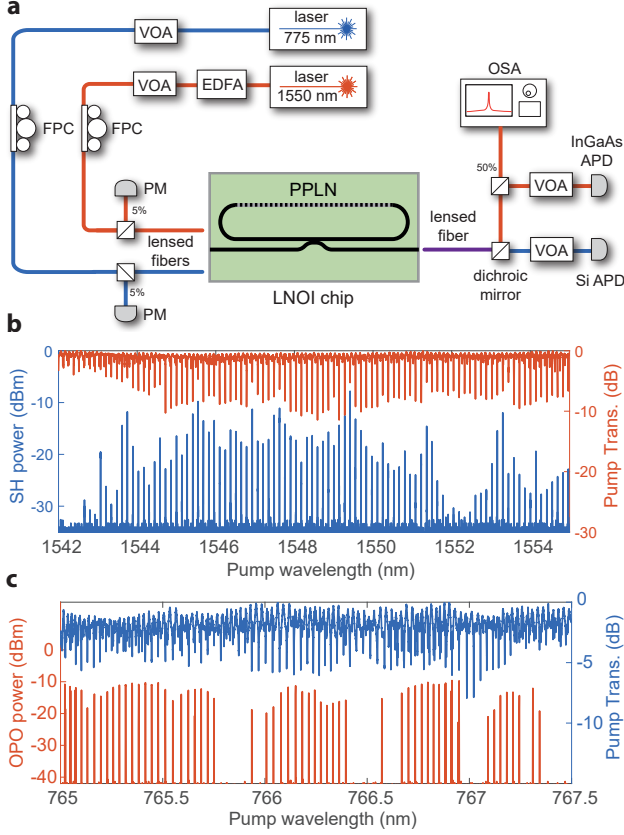 a
VOA
laser
775 nm
VOA
EDFA
laser
1550 nm
OSA
FPC
FPC
InGaAs
APD
PM
5%
PPLN
50%
VOA
lensed
fibers
lensed
fiber
VOA
5%
PM
LNOI chip
dichroic
mirror
Si APD
b
SH power (dBm)
0
-10
-20
-30
0
-10
-20
-30
Pump Trans. (dB)
1542 1544 1546 1548 1550 1552 1554
Pump wavelength (nm)
c
OPO power (dBm)
0
-10
-20
-30
-40
0
-5
-10
Pump Trans. (dB)
765 765.5 766 766.5 767 767.5
Pump wavelength (nm)